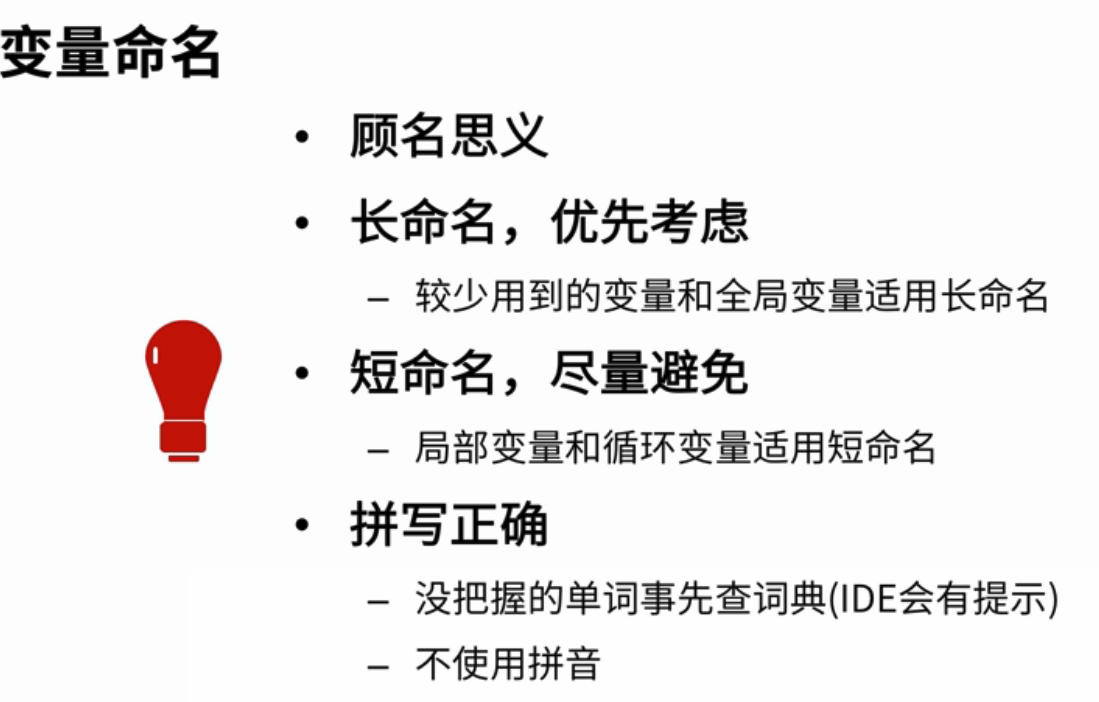 变量命名
• 顾名思义
• 长命名，优先考虑
– 较少用到的变量和全局变量适用长命名
• 短命名，尽量避免
– 局部变量和循环变量适用短命名
• 拼写正确
– 没把握的单词事先查词典(IDE会有提示)
– 不使用拼音